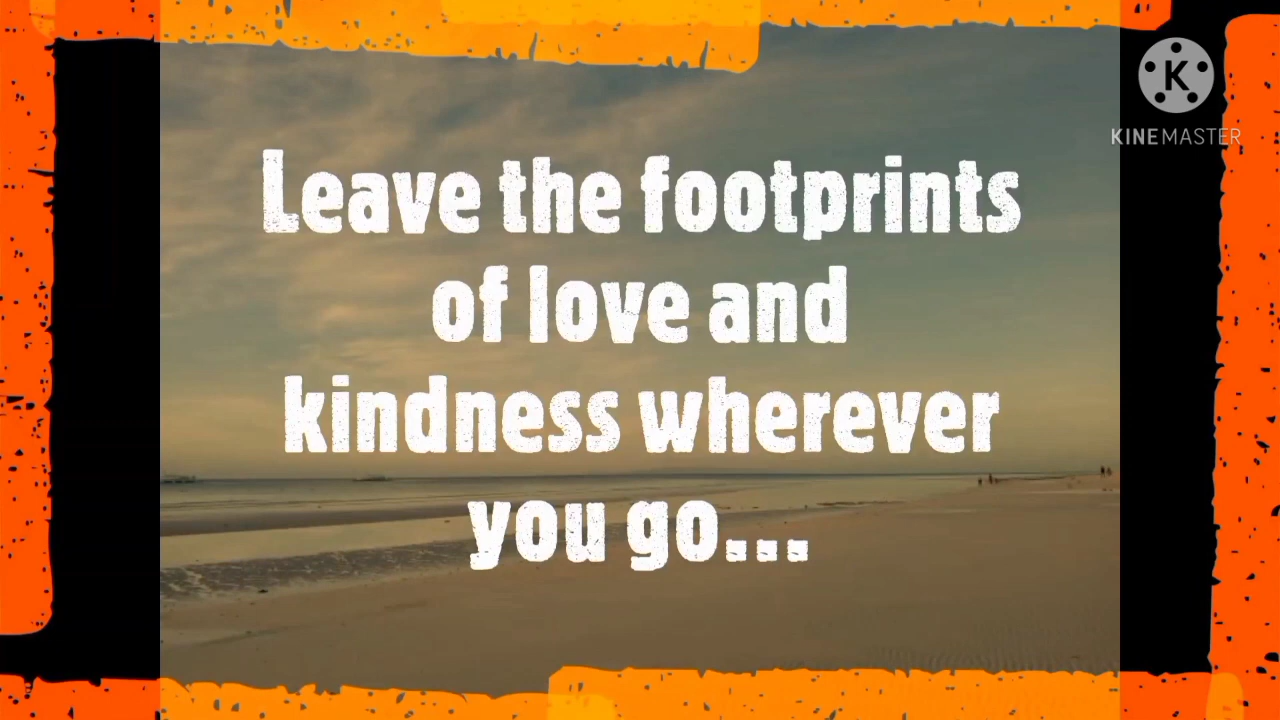 Leave the footprints
of love and
kindness wherever
you go...
K
KINEMASTER